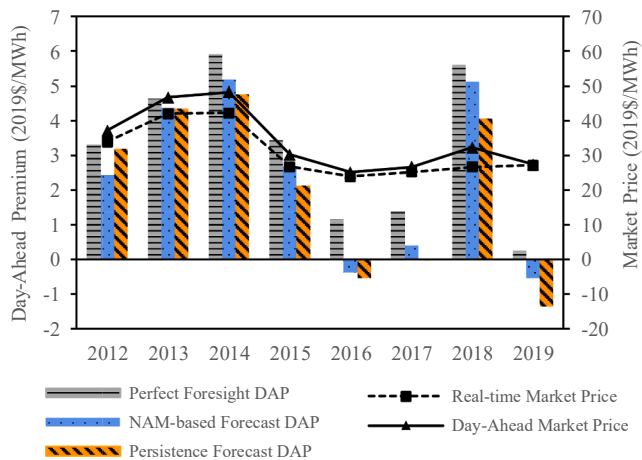 Day-Ahead Premium (2019$/MWh)
7
6
5
4
3
2
1
0
-1
-2
70
60
50
40
30
20
10
0
-10
-20
Market Price (2019$/MWh)
2012 2013 2014 2015 2016 2017 2018 2019
Perfect Foresight DAP
NAM-based Forecast DAP
Persistence Forecast DAP
Real-time Market Price
Day-Ahead Market Price